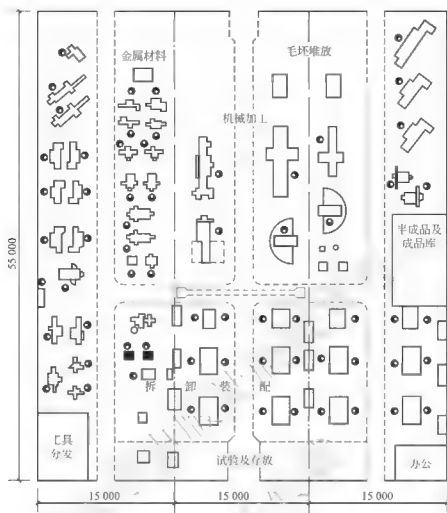 金属材料
毛坯堆放
机械加工
半成品及
成品库
55 000
拆 卸 装 配
工具
分发
试验及存放
办公
15 000
15 000
15 000